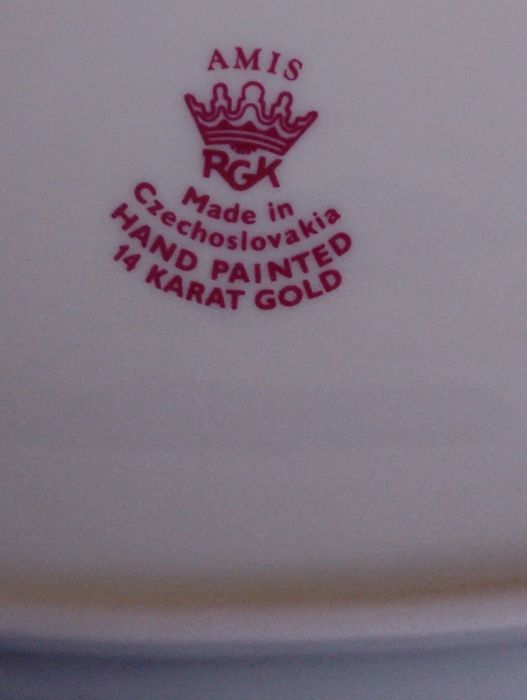 AMIS
RGK
Made in
Czechoslovakia
HAND PAINTED
14 KARAT GOLD